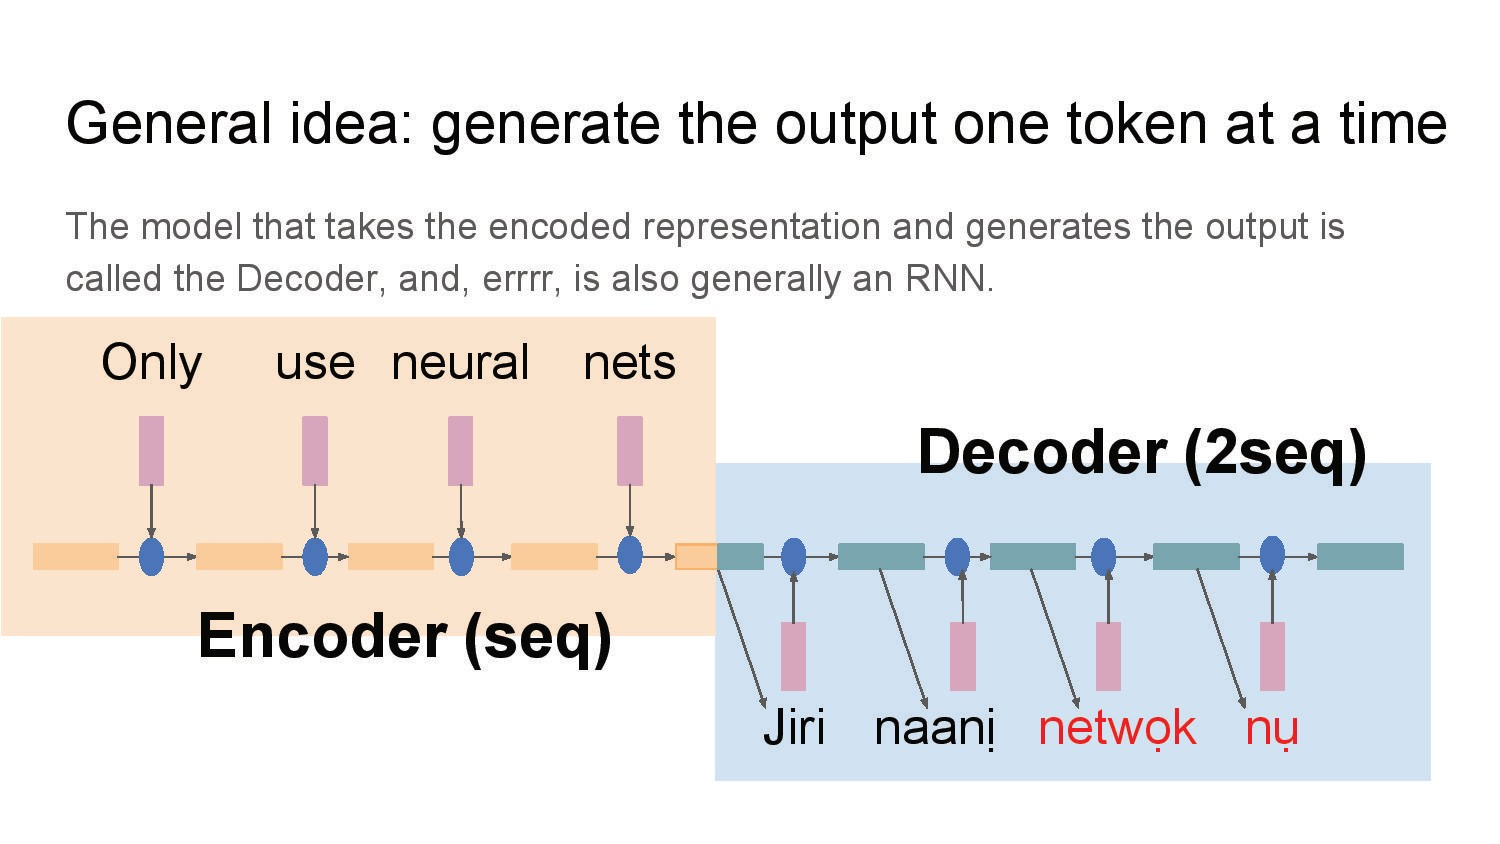 General idea: generate the output one token at a time
The model that takes the encoded representation and generates the output is
called the Decoder, and, errrr, is also generally an RNN.
Only use neural nets
Decoder (2seq)
Encoder (seq)
Jiri naanị netwọk nụ